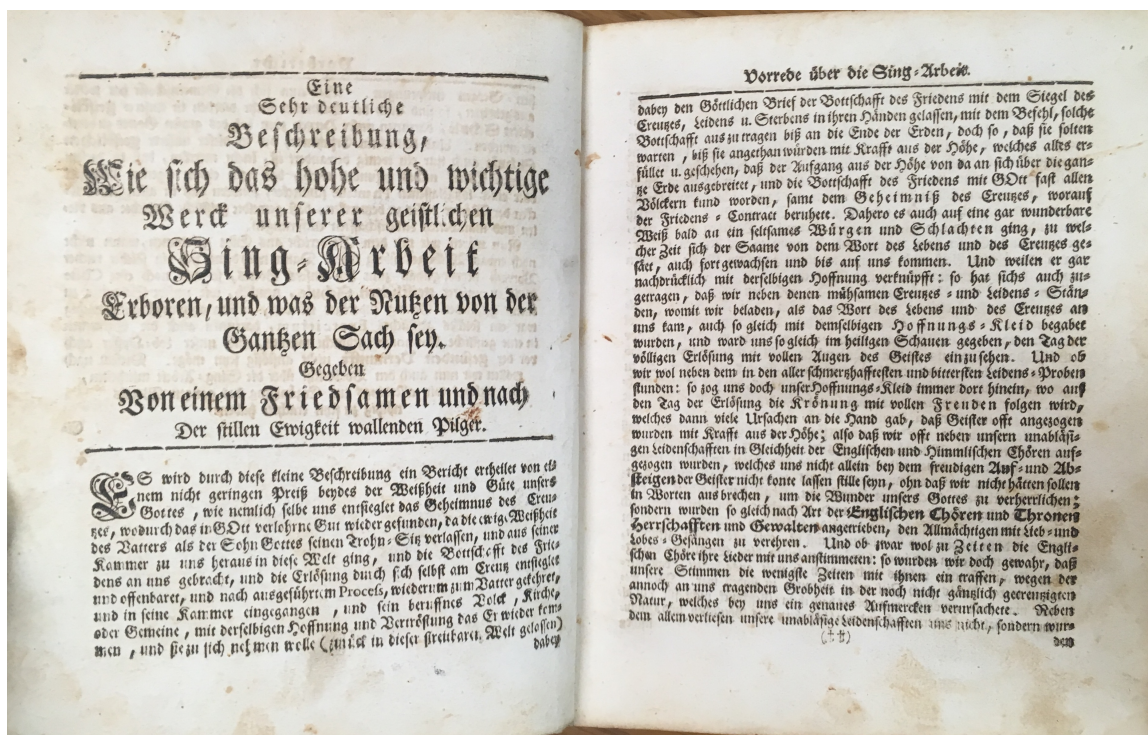 Eine
Sehr deutliche
Beschreibung,
Wie sich das hohe und wichtige
Werck unserer geistlichen
Sing-Arbeit
Erboren, und was der Nutzen von der
Gantzen Sach sey.
Gegeben
Von einem Friedsamen und nach
Der stillen Ewigkeit wallenden Pilger.
ES wird durch diese kleine Beschreibung ein Bericht ertheilet von ei-
nem nicht geringen Preiß beydes der Weißheit und Güte unsers
Gottes, wie nemlich selbe uns entsieglet das Geheimnus des Creu-
tzes, wodurch das in GOtt verlohrne Gut wieder gefunden, da die ewige Weißheit
des Vatters als der Sohn Gottes seinen Trohn-Sitz verlassen, und aus seiner
Kammer zu uns heraus in diese Welt ging, und die Bottschafft des Frie-
dens an uns gebracht, und die Erlösung durch sich selbst am Creutz entsieglet
und offenbaret, und nach ausgeführtem Process, wiederum zum Vatter gekehret,
und in seine Kammer eingegangen, und sein beruffnes Volck, Kirche,
oder Gemeine, mit derselbigen Hoffnung und Vertröstung das Er wieder kom-
men, und sie zu sich nehmen wolle (zurück in dieser streitbaren Welt gelossen)
dabey
Vorrede über die Sing-Arbeit.
dabey den Göttlichen Brief der Bottschafft des Friedens mit dem Siegel des
Creutzes, Leidens u. Sterbens in ihren Händen gelassen, mit dem Befehl, solche
Bottschafft aus zu tragen biß an die Ende der Erden, doch so, daß sie solten
warten, biß sie angethan würden mit Kraffte aus der Höhe, welches alles er-
füllet u. geschehen, daß der Aufgang aus der Höhe von da an sich über die gan-
tze Erde ausgebreitet, und die Bottschafft des Friedens mit GOtt fast allen
Völckern kund worden, samt dem Geheimniß des Creutzes, worauf
der Friedens-Contract beruhete. Dahero es auch auf eine gar wunderbare
Weiß bald an ein seltsames Würgen und Schlachten ging, zu wel-
cher Zeit sich der Saame von dem Wort des Lebens und des Creutzes ge-
säet, auch fort gewachsen und bis auf uns kommen. Und weilen er gar
nachdrücklich mit derselbigen Hoffnung verknüpfft: so hat sichs auch zu-
getragen, daß wir neben denen mühsamen Creutzes- und Leidens-Stän-
den, womit wir beladen, als das Wort des Lebens und des Creutzes an
uns kam, auch so gleich mit demselbigen Hoffnungs-Kleid begabet
wurden, und ward uns so gleich im heiligen Schauen gegeben, den Tag der
völligen Erlösung mit vollen Augen des Geistes einzusehen. Und ob
wir wol neben dem in den aller schmerzhafftesten und bittersten Leidens-Proben
stunden: so zog uns doch unser Hoffnungs-Kleid immer dort hinein, wo auf
den Tag der Erlösung die Krönung mit vollen Freuden folgen wird,
welches dann viele Ursachen an die Hand gab, daß Geister offt angezogen
wurden mit Krafft aus der Höhe; also daß wir offt neben unsern unabläßi-
gen Leidenschafften in Gleichheit der Englischen und Himmlischen Chören auf-
gezogen wurden, welches uns nicht allein bey dem freudigen Auf- und Ab-
steigen der Geister nicht konte lassen stille seyn, ohn daß wir nicht hätten sollen
in Worten aus brechen, um die Wunder unsers Gottes zu verherrlichen;
sondern wurden so gleich nach Art der Englischen Chören und Thronen
Herrschafften und Gewalten angetrieben, den Allmächtigen mit Lieb- und
Lobes-Gesängen zu verehren. Und ob zwar wol zu Zeiten die Engli-
schen Chöre ihre Lieder mit uns anstimmeten: so wurden wir doch gewahr, daß
unsere Stimmen die wenigste Zeiten mit ihnen ein traffen, wegen der
annoch an uns tragenden Grobheit in der noch nicht gäntzlich gecreutzigten
Natur, welches bey uns ein genaues Aufmercken verursachete. Neben
dem allem verliesen unsere unabläßige Leidenschafften uns nicht, sondern wur-
(‡‡)
den